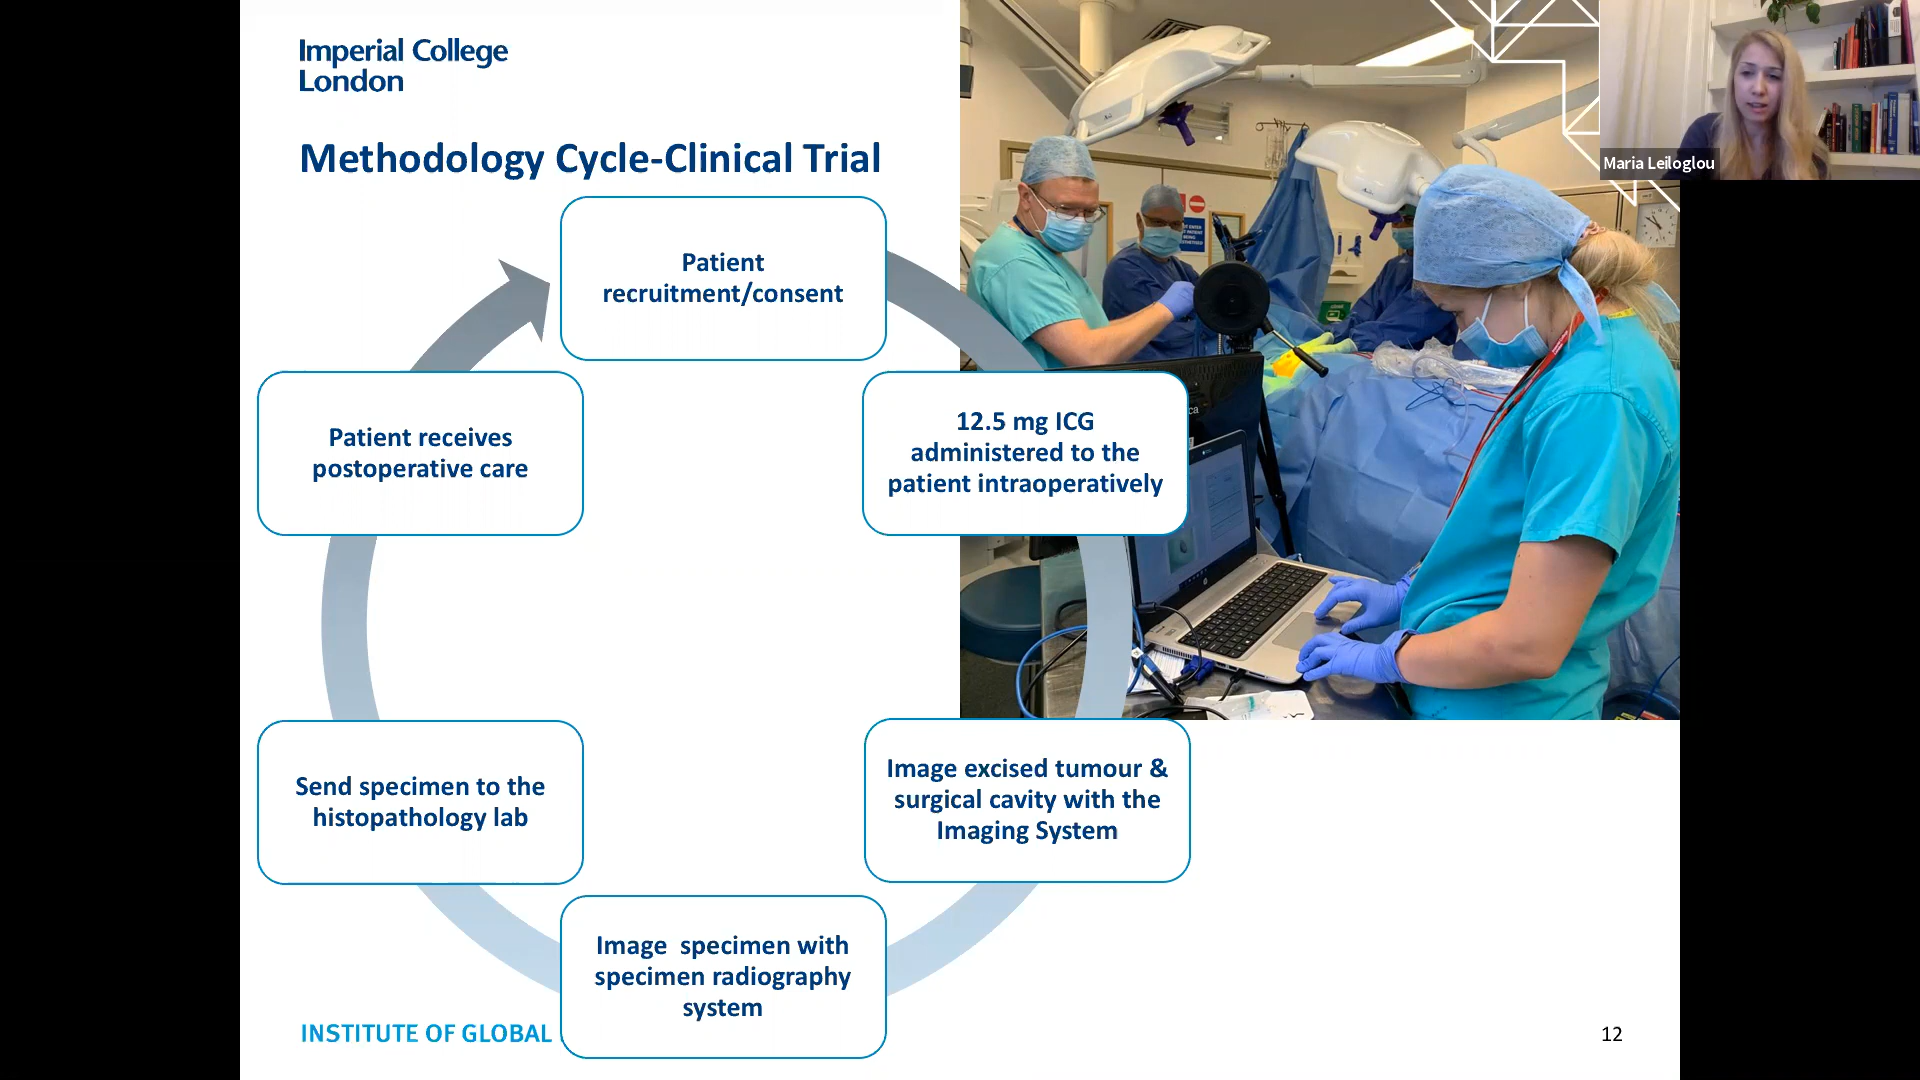 Imperial College
London
Methodology Cycle-Clinical Trial
Maria Leiloglou
Patient
recruitment/consent
12.5 mg ICG
administered to the
patient intraoperatively
Image excised tumour &
surgical cavity with the
Imaging System
Image  specimen with
specimen radiography
system
Send specimen to the
histopathology lab
Patient receives
postoperative care
INSTITUTE OF GLOBAL
12